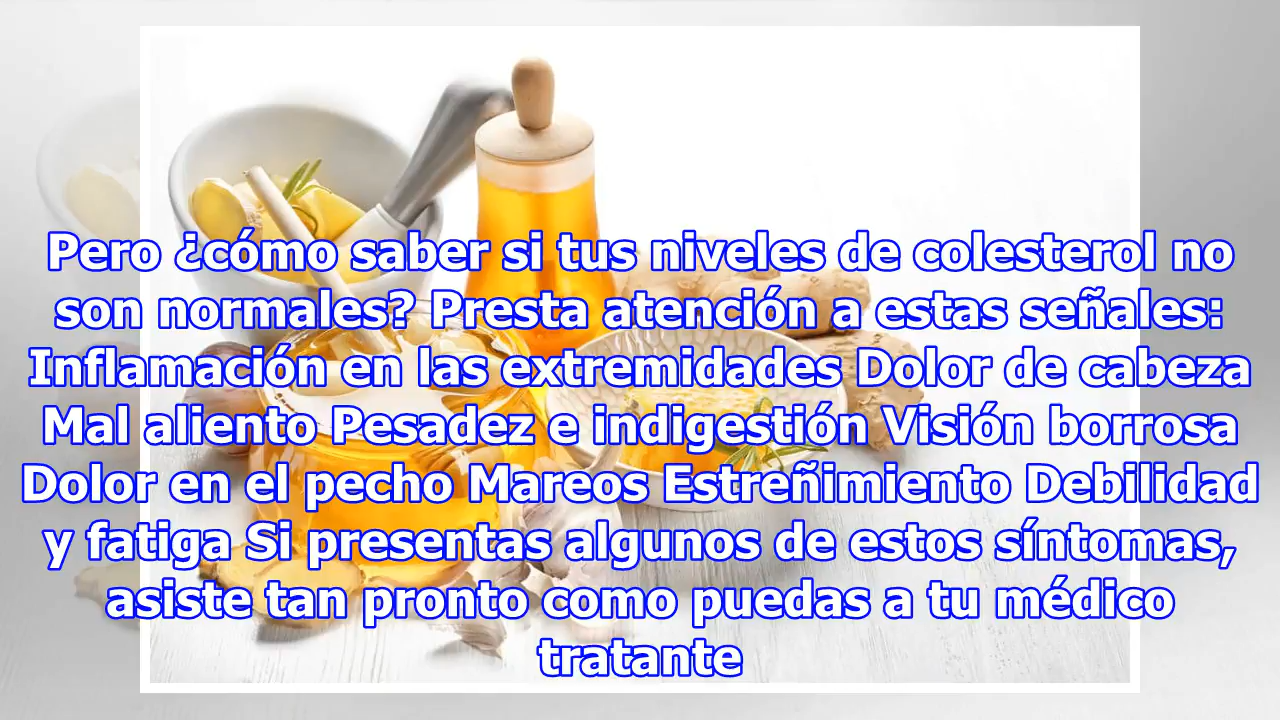 Pero ¿cómo saber si tus niveles de colesterol no
son normales? Presta atención a estas señales:
Inflamación en las extremidades Dolor de cabeza
Mal aliento Pesadez e indigestión Visión borrosa
Dolor en el pecho Mareos Estreñimiento Debilidad
y fatiga Si presentas algunos de estos síntomas,
asiste tan pronto como puedas a tu médico
tratante